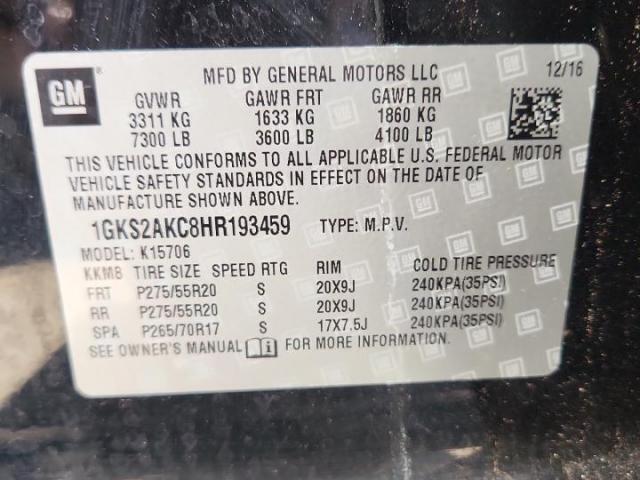 GM
MFD BY GENERAL MOTORS LLC 12/16
GVWR GAWR FRT GAWR RR
3311 KG 1633 KG 1860 KG
7300 LB 3600 LB 4100 LB
THIS VEHICLE CONFORMS TO ALL APPLICABLE U.S. FEDERAL MOTOR
VEHICLE SAFETY STANDARDS IN EFFECT ON THE DATE OF
MANUFACTURE SHOWN ABOVE.
1GKS2AKC8HR193459 TYPE: M.P.V.
MODEL: K15706
KKM8 TIRE SIZE SPEED RTG RIM COLD TIRE PRESSURE
FRT P275/55R20 S 20X9J 240KPA(35PSI)
RR P275/55R20 S 20X9J 240KPA(35PSI)
SPA P265/70R17 S 17X7.5J 240KPA(35PSI)
SEE OWNER'S MANUAL FOR MORE INFORMATION.